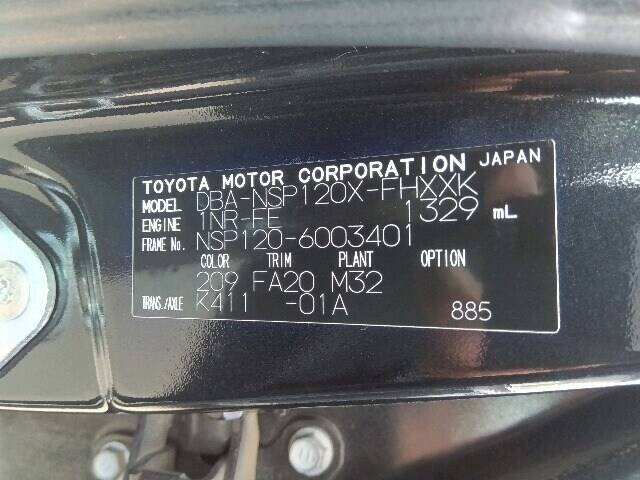 TOYOTA MOTOR CORPORATION JAPAN
MODEL DBA-NSP120X-FHXXK
ENGINE 1NR-FE 1329 mL
FRAME No. NSP120-6003401
COLOR TRIM PLANT OPTION
209 FA20 M32
TRANS./AXLE K411 -01A
885